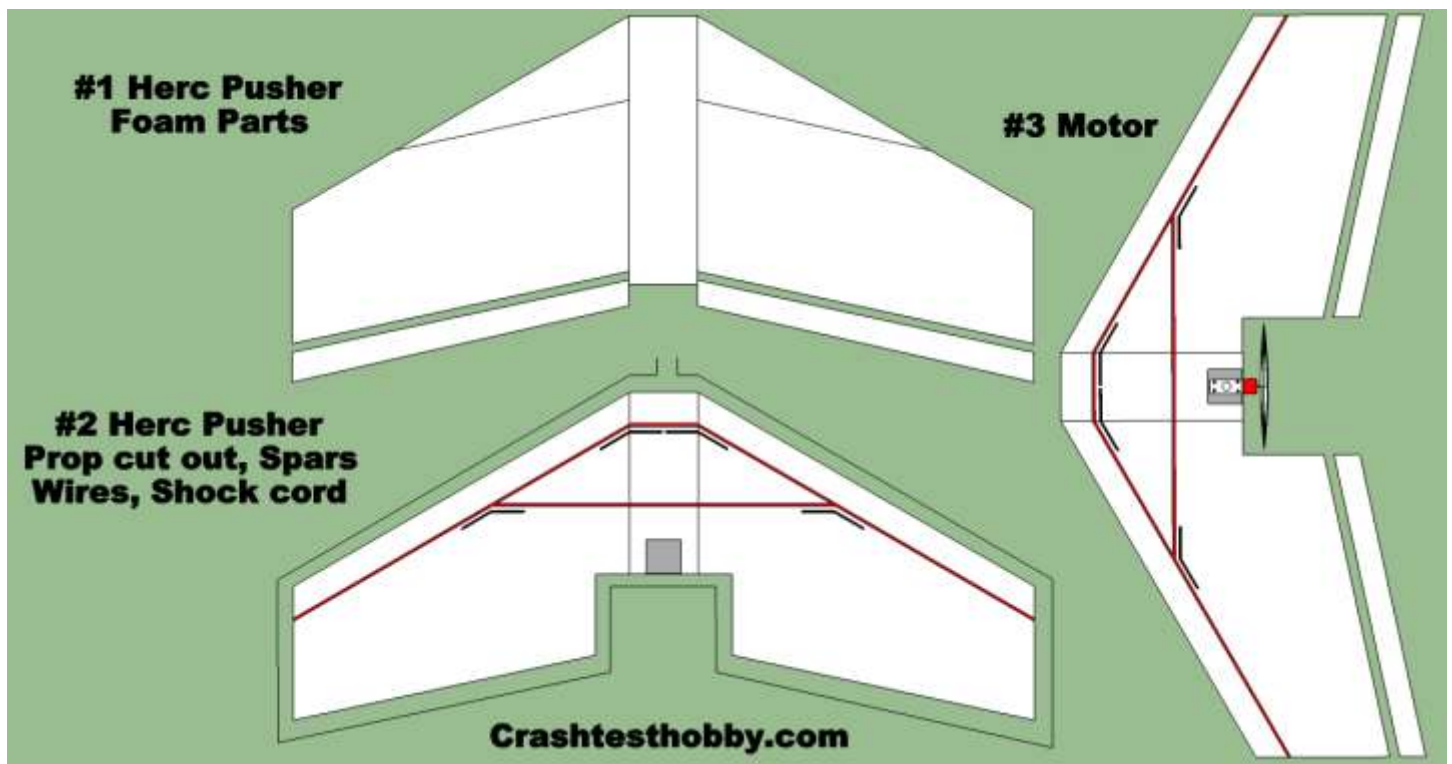 #1 Herc Pusher
Foam Parts
#3 Motor
#2 Herc Pusher
Prop cut out, Spars
Wires, Shock cord
Crashtesthobby.com